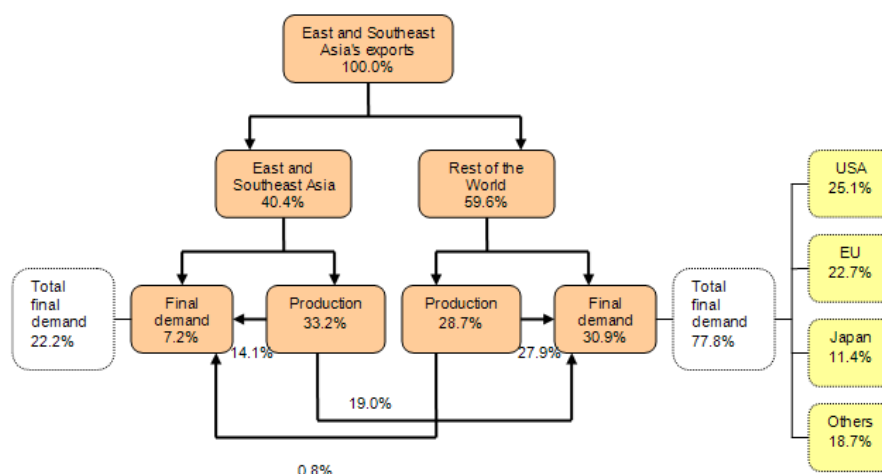 East and Southeast
Asia's exports
100.0%
East and
Southeast Asia
40.4%
Rest of the
World
59.6%
USA
25.1%
EU
22.7%
Total
final
demand
22.2%
Final
demand
7.2%
Production
33.2%
Production
28.7%
Final
demand
30.9%
Total
final
demand
77.8%
14.1%
27.9%
Japan
11.4%
19.0%
Others
18.7%
0.8%